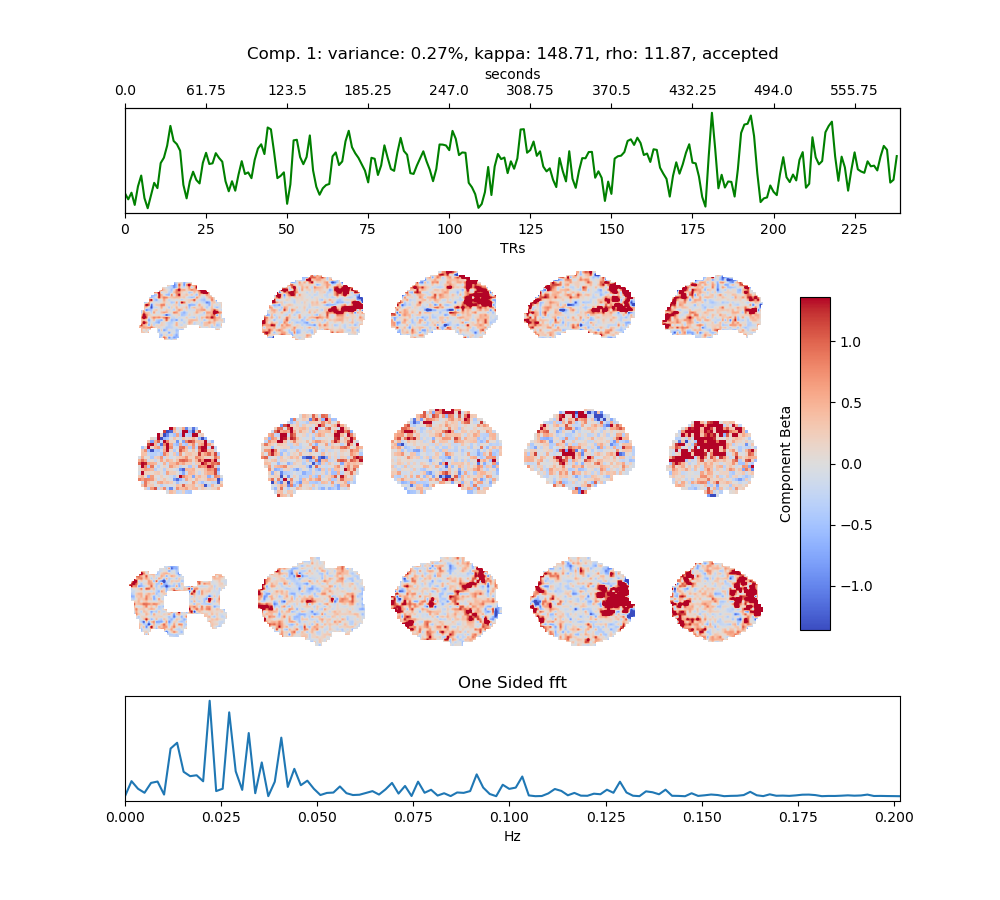 Comp. 1: variance: 0.27%, kappa: 148.71, rho: 11.87, accepted
seconds
0.0 61.75 123.5 185.25 247.0 308.75 370.5 432.25 494.0 555.75
0 25 50 75 100 125 150 175 200 225
TRs
1.0
0.5
0.0
−0.5
−1.0
Component Beta
One Sided fft
0.000 0.025 0.050 0.075 0.100 0.125 0.150 0.175 0.200
Hz